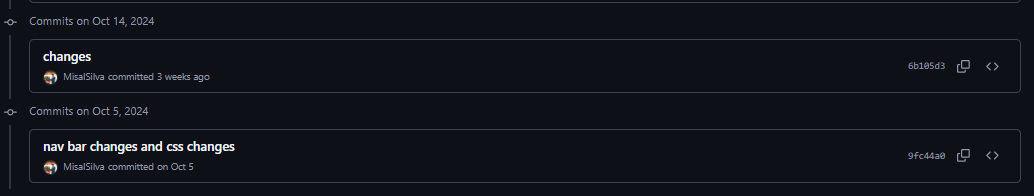 Commits on Oct 14, 2024
changes
MisalSilva committed 3 weeks ago
6b105d3
Commits on Oct 5, 2024
nav bar changes and css changes
MisalSilva committed on Oct 5
9fc44a0